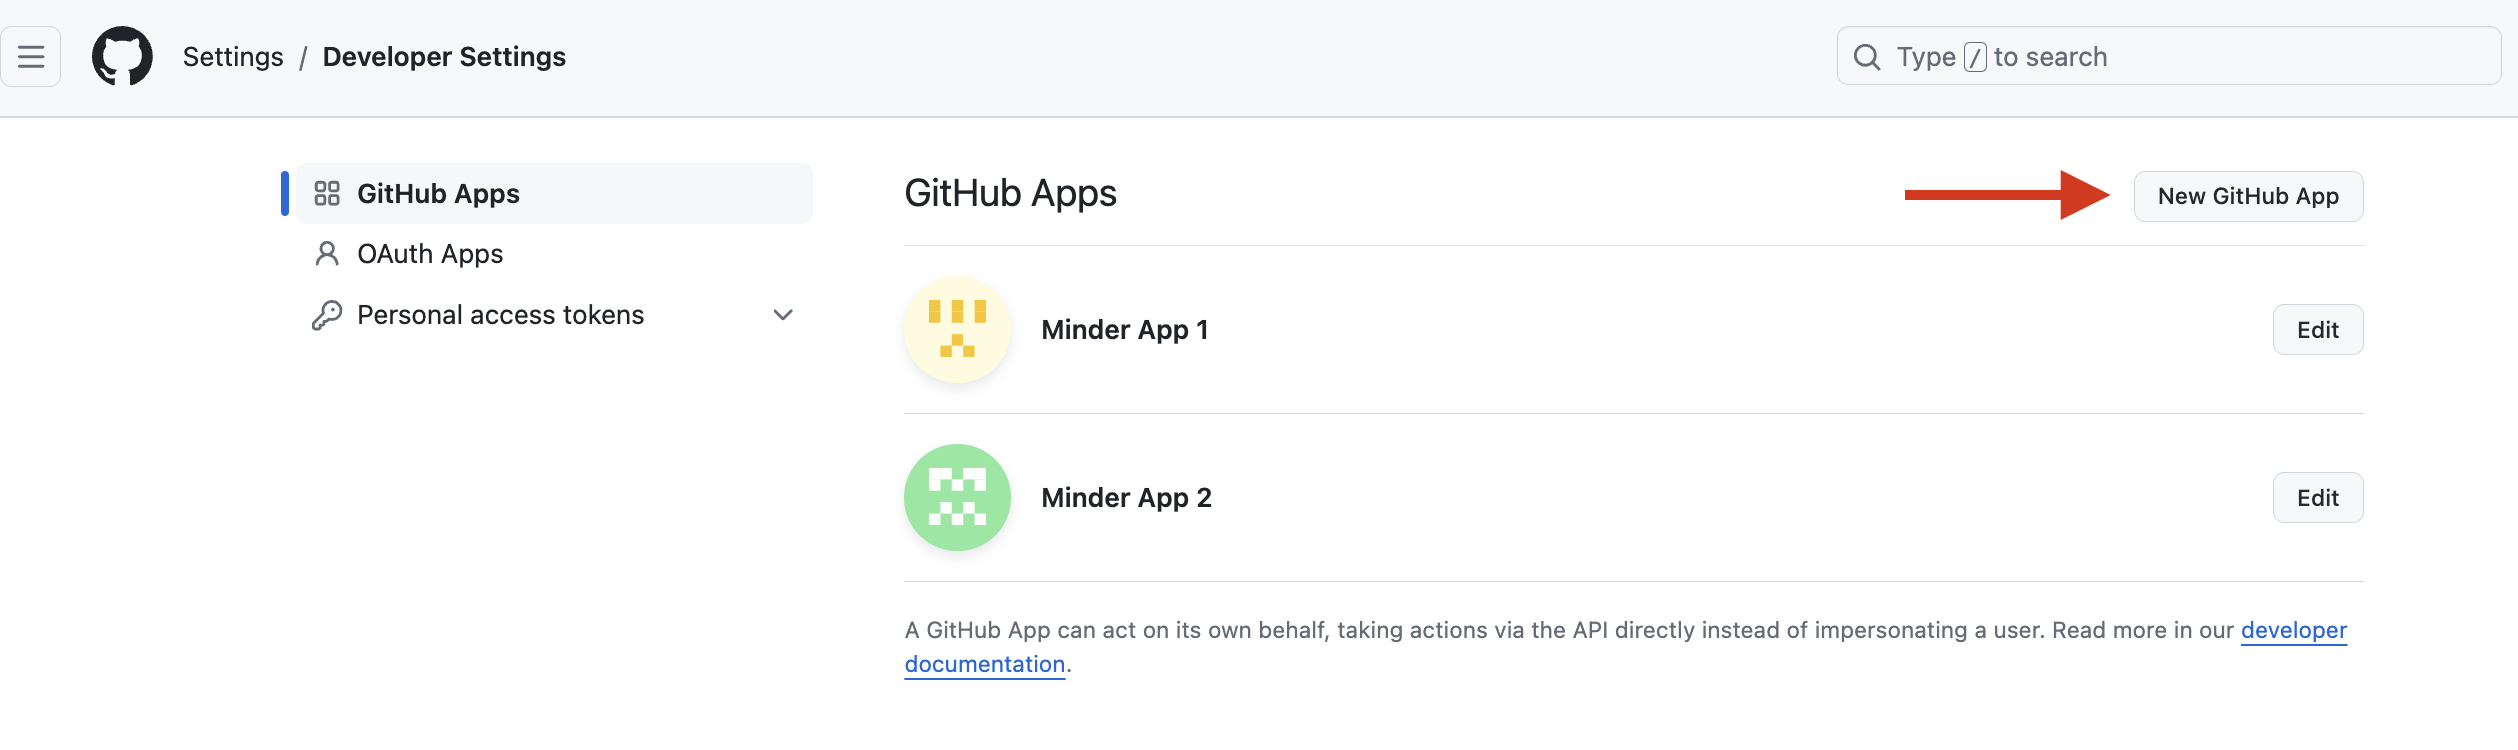 Settings / Developer Settings
Type / to search
GitHub Apps
OAuth Apps
Personal access tokens
GitHub Apps
New GitHub App
Minder App 1
Edit
Minder App 2
Edit
A GitHub App can act on its own behalf, taking actions via the API directly instead of impersonating a user. Read more in our developer
documentation.